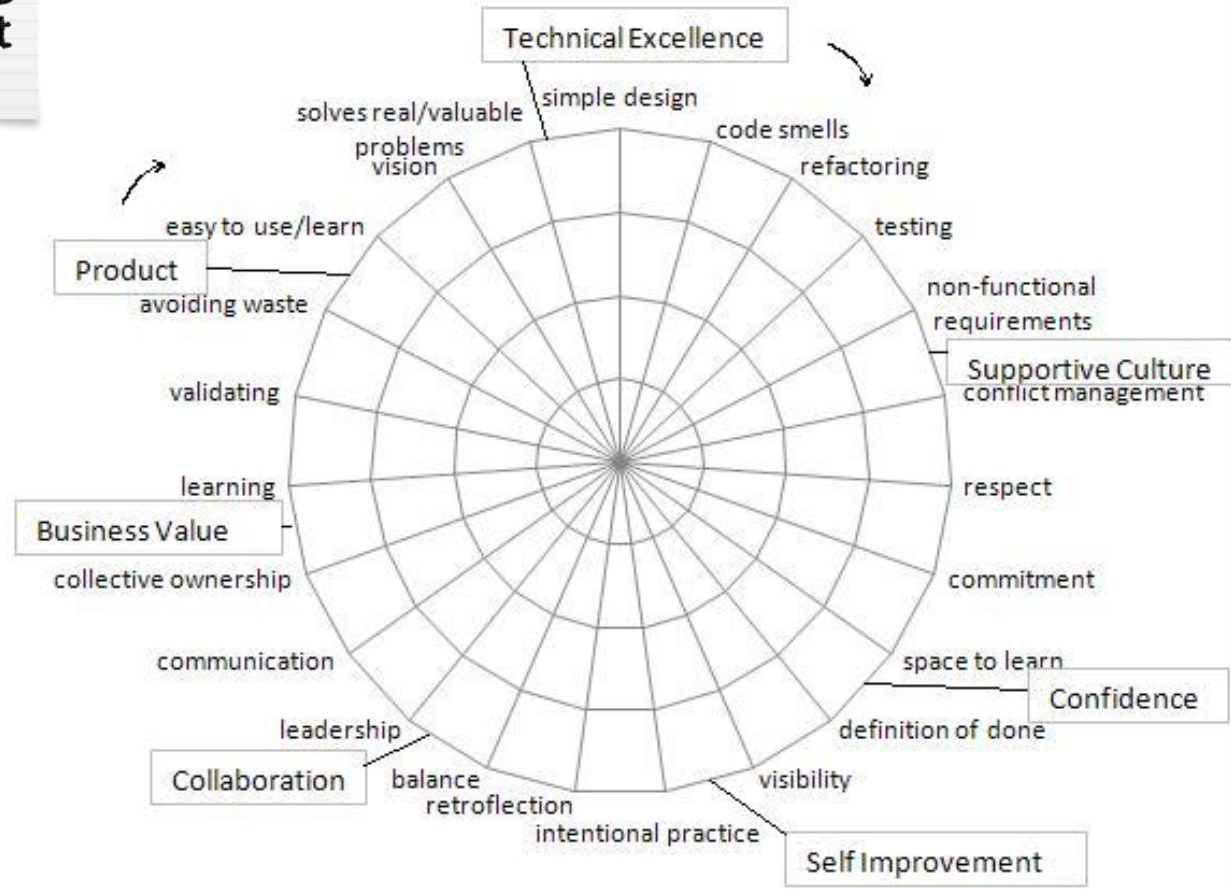 t
Technical Excellence
simple design
code smells
refactoring
testing
non-functional
requirements
Supportive Culture
conflict management
respect
commitment
space to learn
Confidence
definition of done
visibility
Self Improvement
intentional practice
retroflection
balance
Collaboration
leadership
communication
collective ownership
Business Value
learning
validating
avoiding waste
Product
easy to use/learn
vision
solves real/valuable
problems